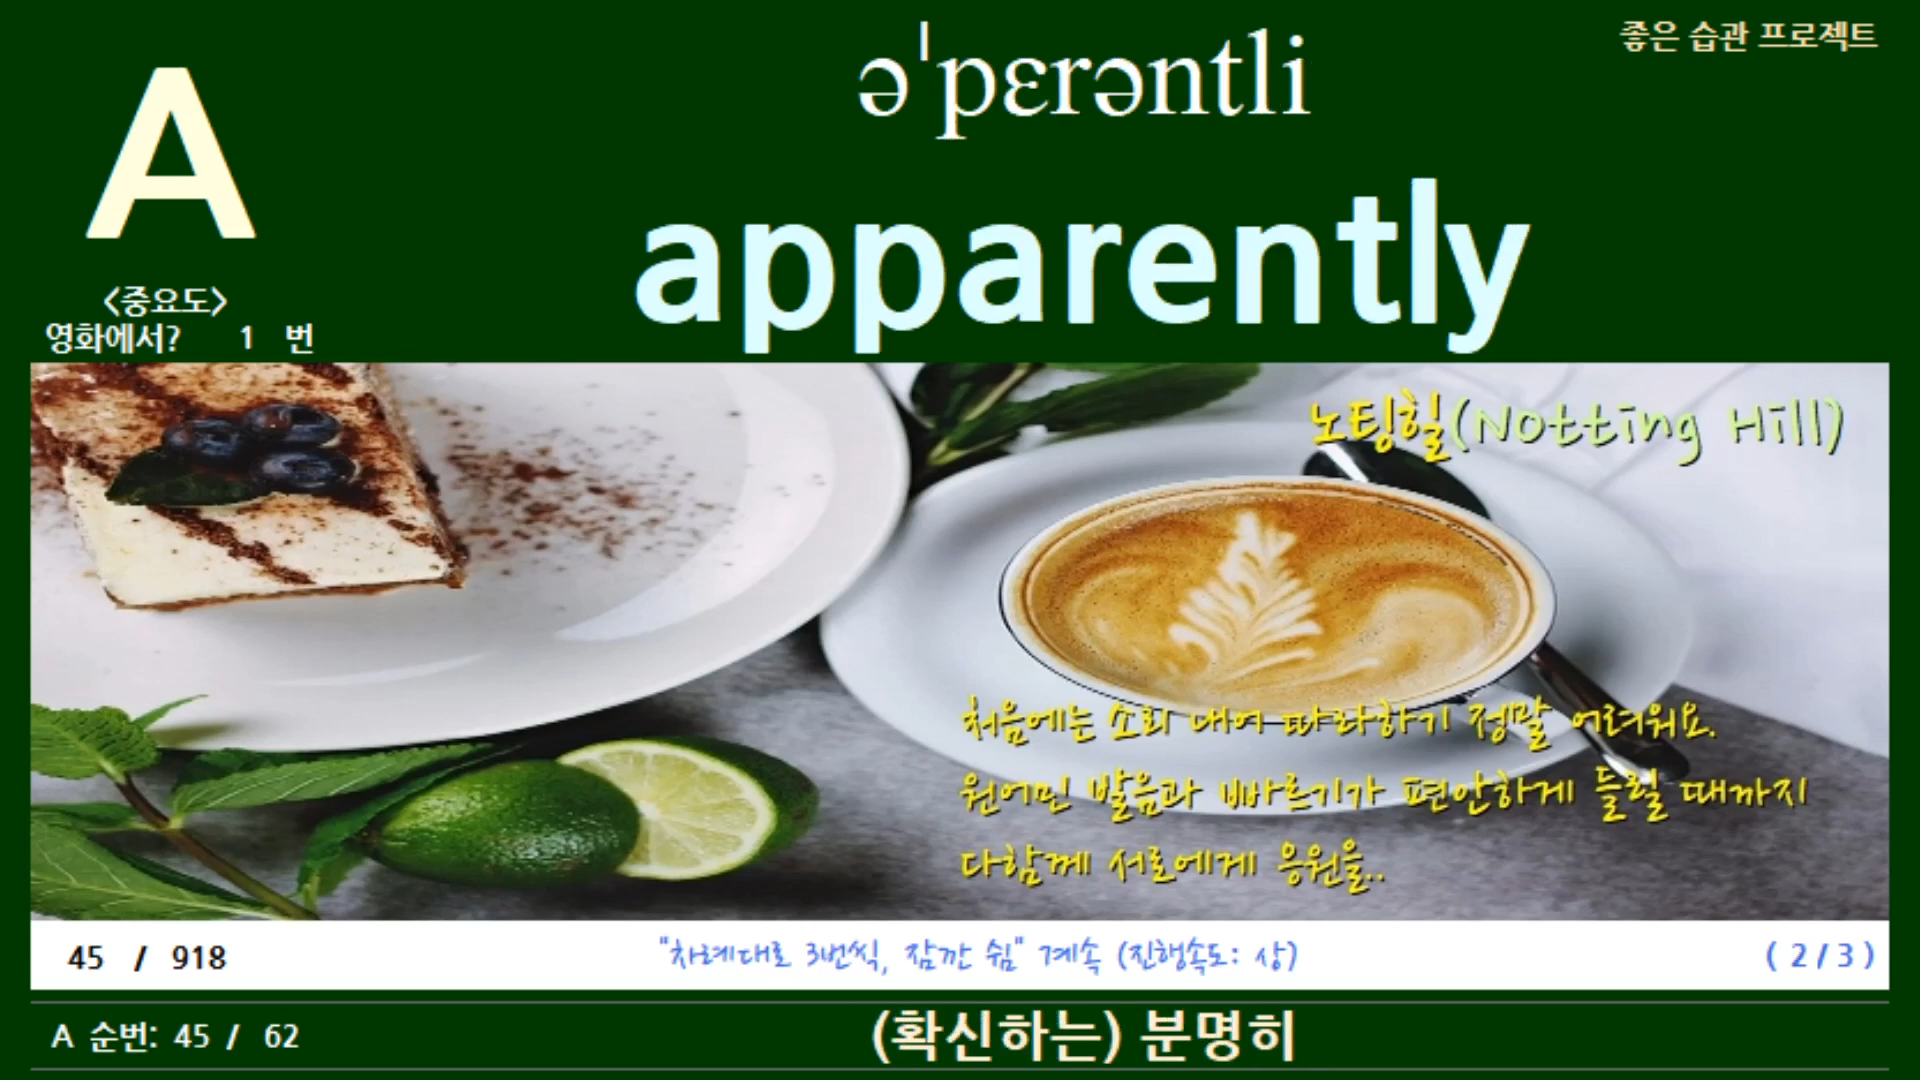 좋은 습관 프로젝트
əˈpɛrəntli
A
apparently
<중요도>
영화에서? 1 번
노팅힐(Notting Hill)
처음에는 소리 내어 따라하기 정말 어려워요.
원어민 발음과 빠르기가 편안하게 들릴 때까지
다함께 서로에게 응원을..
45 / 918
"차례대로 3번씩, 잠깐 쉼" 계속 (진행속도: 상)
( 2 / 3 )
A 순번: 45 / 62
(확신하는) 분명히